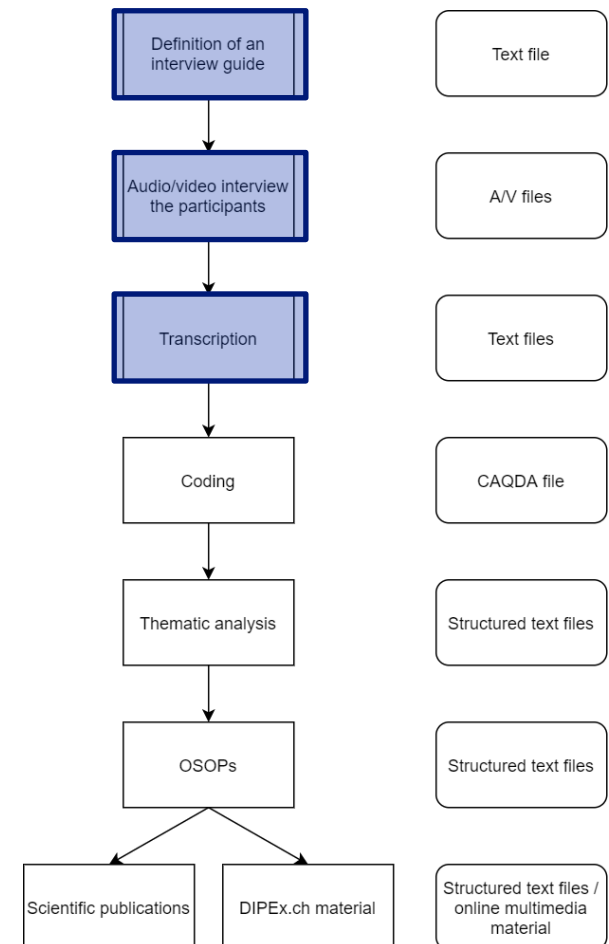 Definition of an
interview guide
Text file
Audio/video interview
the participants
A/V files
Transcription
Text files
Coding
CAQDA file
Thematic analysis
Structured text files
OSOPs
Structured text files
Scientific publications
DIPEx.ch material
Structured text files /
online multimedia
material